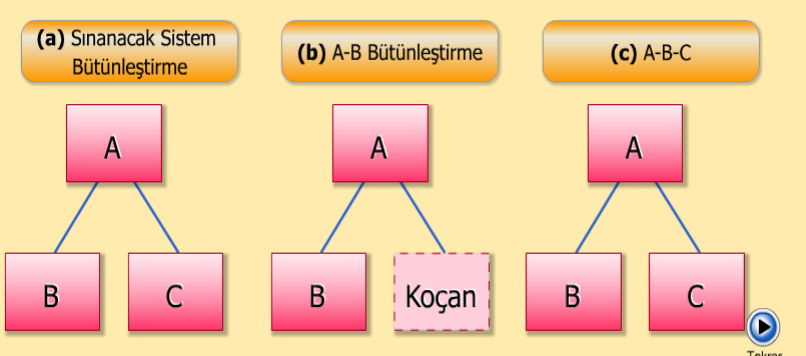 (a) Sınanacak Sistem
Bütünleştirme
(b) A-B Bütünleştirme
(c) A-B-C
A
A
A
B
C
B
Koçan
B
C